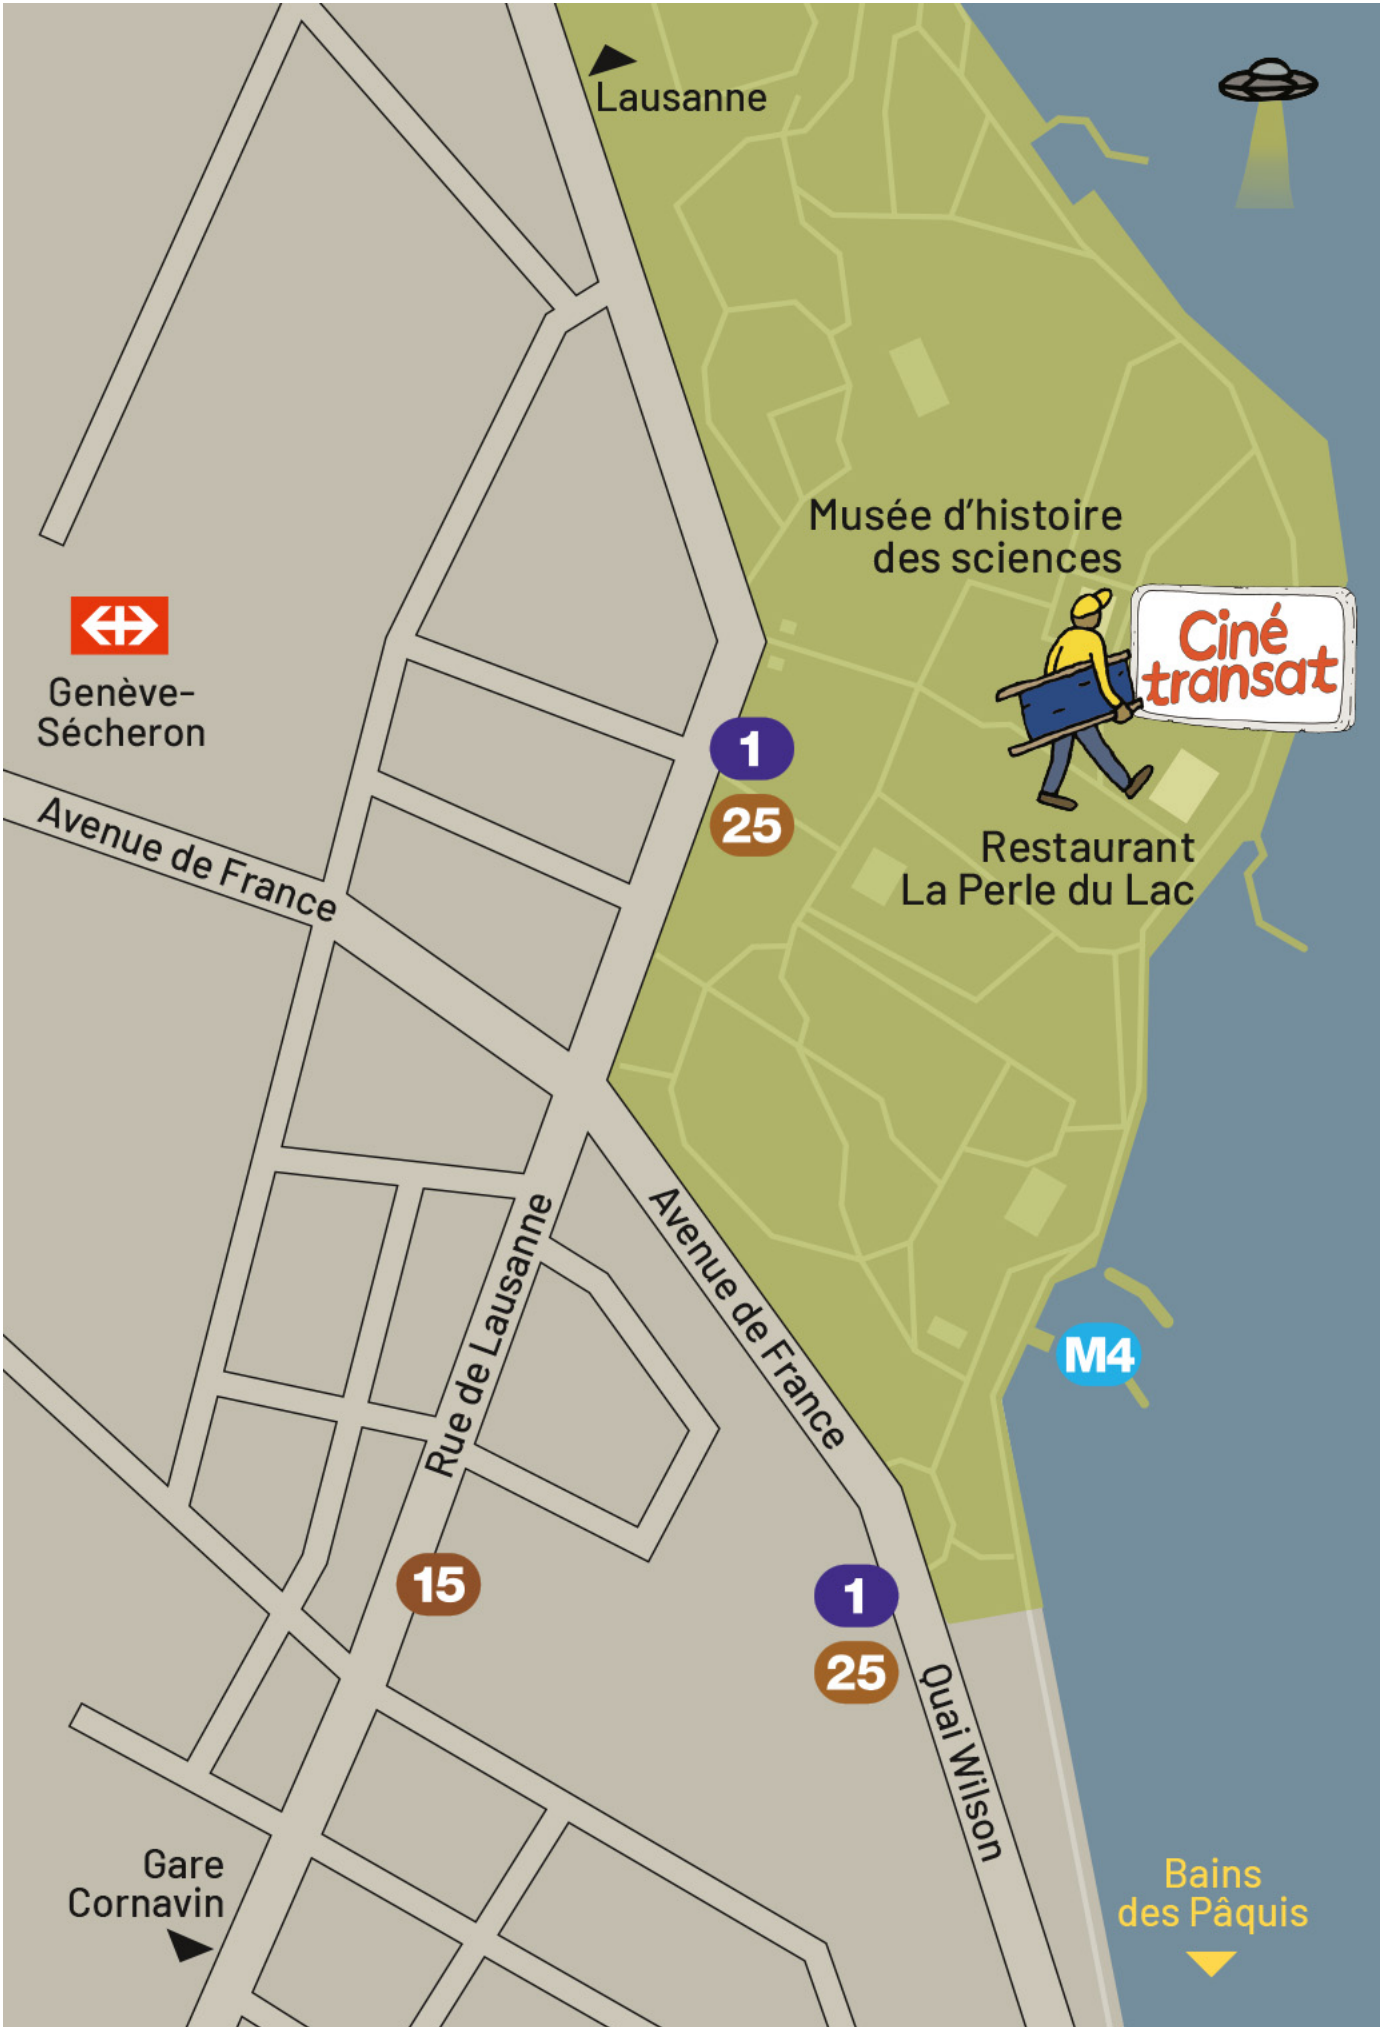 Lausanne
Musée d'histoire
des sciences
Ciné
transat
Genève-
Sécheron
1
25
Avenue de France
Restaurant
La Perle du Lac
Rue de Lausanne
Avenue de France
M4
15
1
25
Quai Wilson
Gare
Cornavin
Bains
des Pâquis